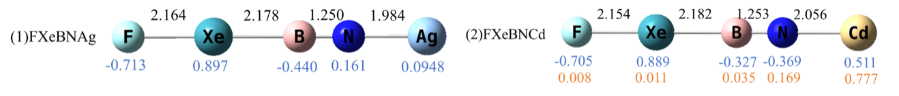 2.164 2.178 1.250 1.984
(1)FXeBNAg F Xe B N Ag
-0.713 0.897 -0.440 0.161 0.0948
2.154 2.182 1.253 2.056
(2)FXeBNCd F Xe B N Cd
-0.705 0.889 -0.327 -0.369 0.511
0.008 0.011 0.035 0.169 0.777